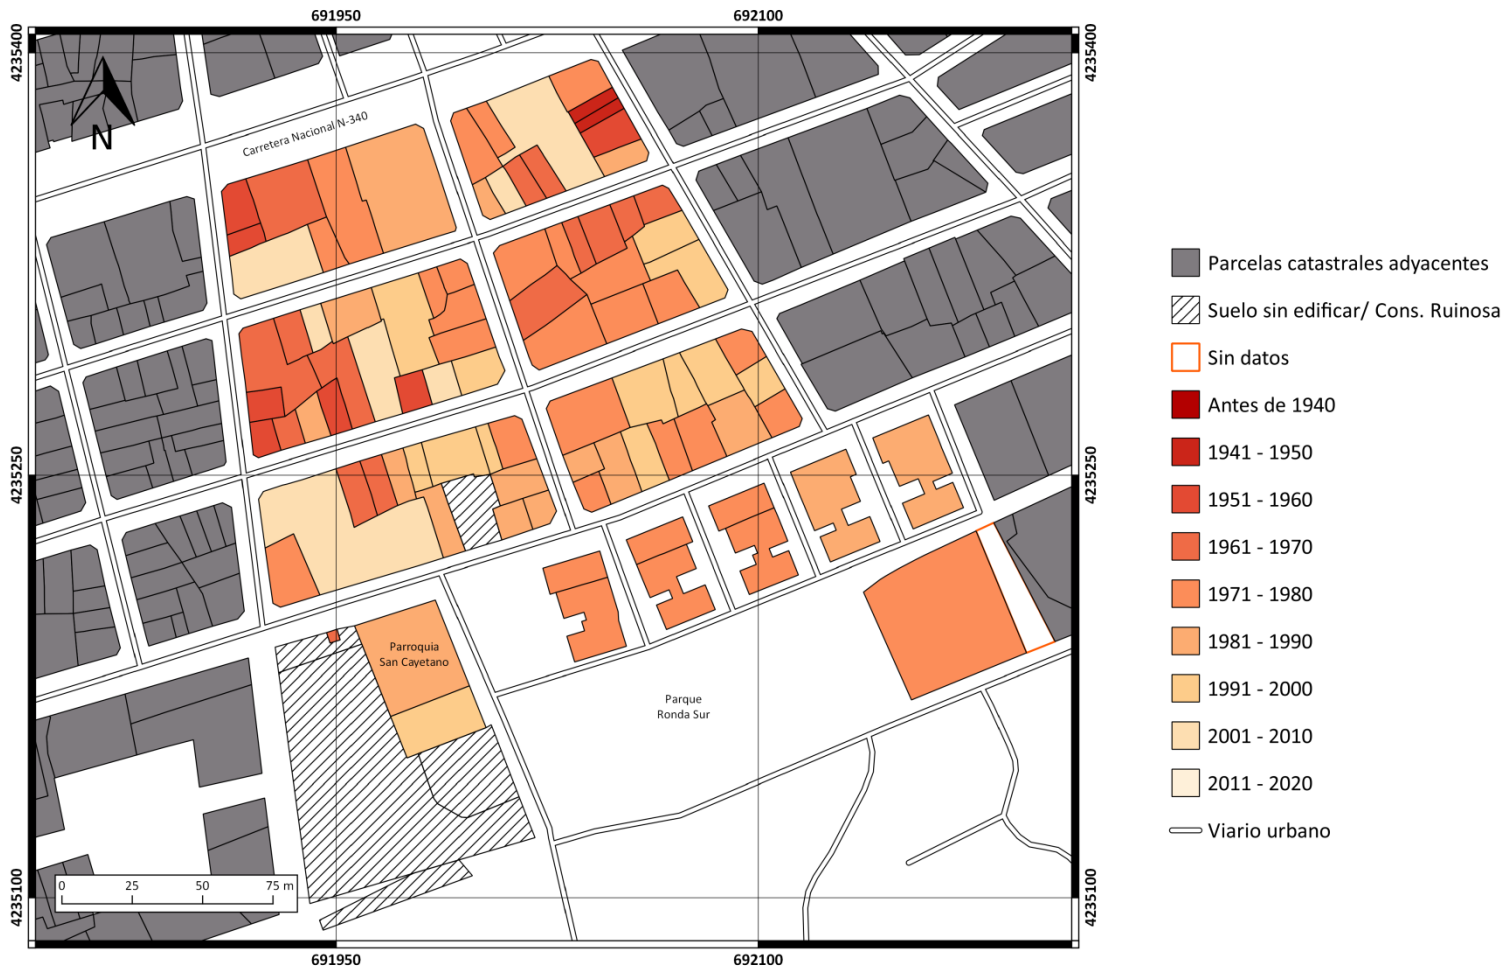 691950
692100
4235400
4235400
N
Carretera Nacional N-340
4235250
4235250
Parroquia
San Cayetano
Parque
Ronda Sur
4235100
4235100
0 25 50 75 m
691950
692100
Parcelas catastrales adyacentes
Suelo sin edificar/ Cons. Ruinosa
Sin datos
Antes de 1940
1941 - 1950
1951 - 1960
1961 - 1970
1971 - 1980
1981 - 1990
1991 - 2000
2001 - 2010
2011 - 2020
Viario urbano